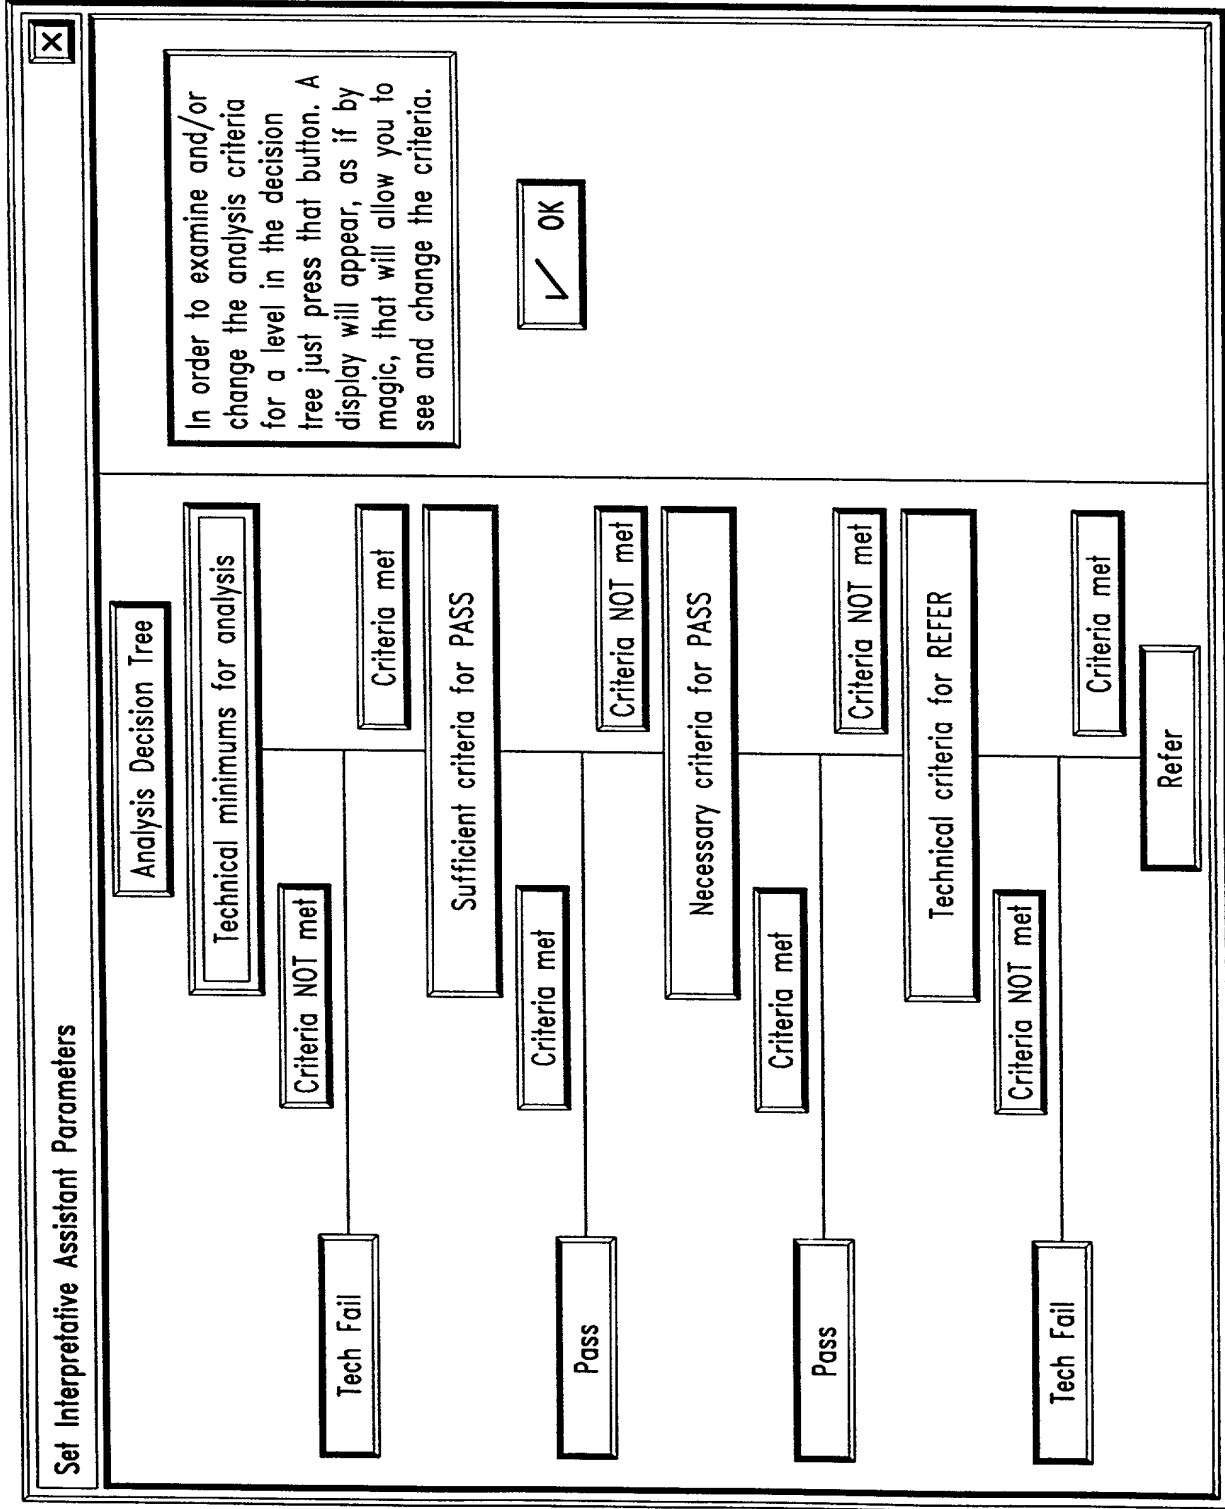 Set Interpretative Assistant Parameters
Analysis Decision Tree
Technical minimums for analysis
Criteria NOT met
Criteria met
Tech Fail
Sufficient criteria for PASS
Criteria met
Criteria NOT met
Pass
Necessary criteria for PASS
Criteria met
Criteria NOT met
Pass
Technical criteria for REFER
Criteria NOT met
Criteria met
Tech Fail
Refer
In order to examine and/or
change the analysis criteria
for a level in the decision
tree just press that button. A
display will appear, as if by
magic, that will allow you to
see and change the criteria.
✓ OK